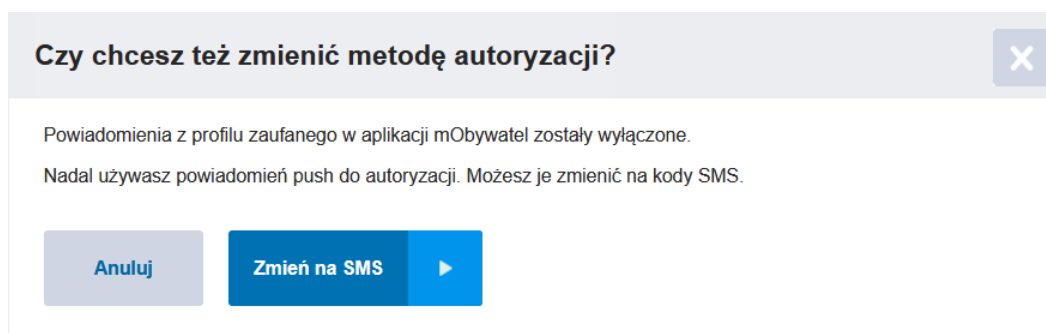 Czy chcesz też zmienić metodę autoryzacji?
Powiadomienia z profilu zaufanego w aplikacji mObywatel zostały wyłączone.
Nadal używasz powiadomień push do autoryzacji. Możesz je zmienić na kody SMS.
Anuluj
Zmień na SMS